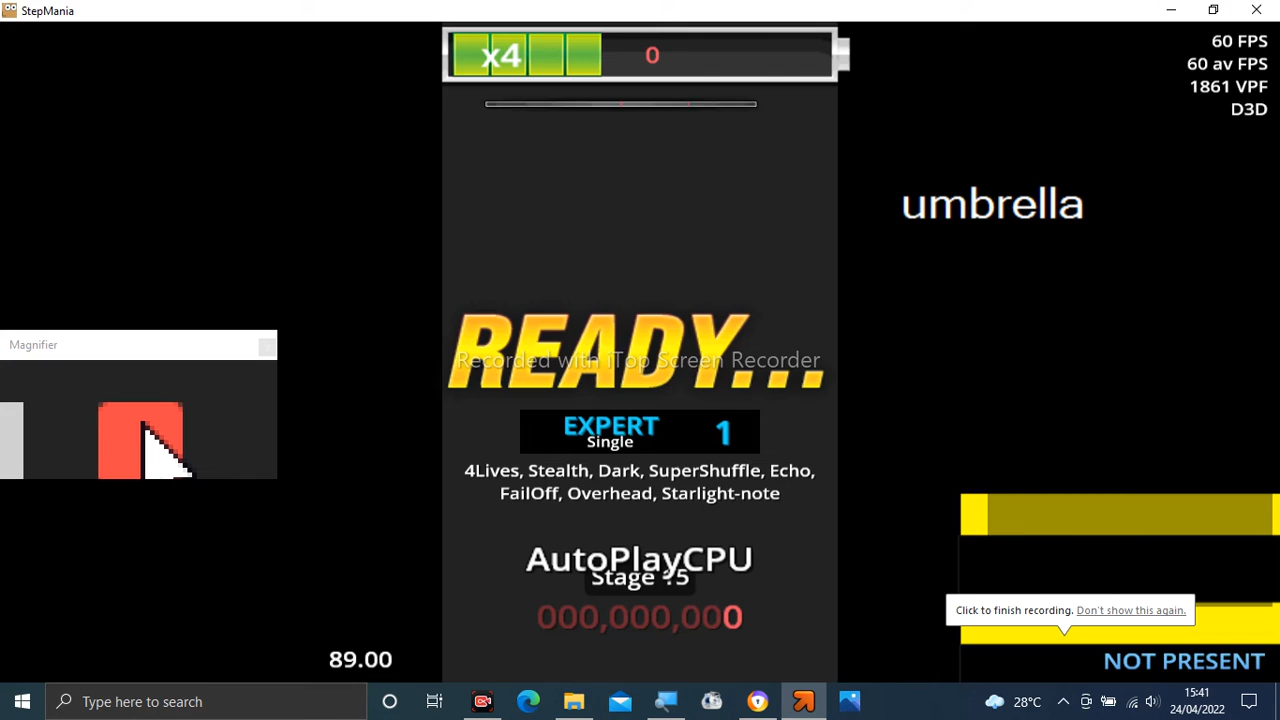 StepMania
x4
0
60 FPS
60 av FPS
1861 VPF
D3D
umbrella
Magnifier
READY...
Recorded with iTop Screen Recorder
EXPERT 1
Single
4Lives, Stealth, Dark, SuperShuffle, Echo,
FailOff, Overhead, Starlight-note
AutoPlayCPU
Stage 15
000,000,000
89.00
Click to finish recording. Don't show this again.
NOT PRESENT
Type here to search
28°C
15:41
24/04/2022